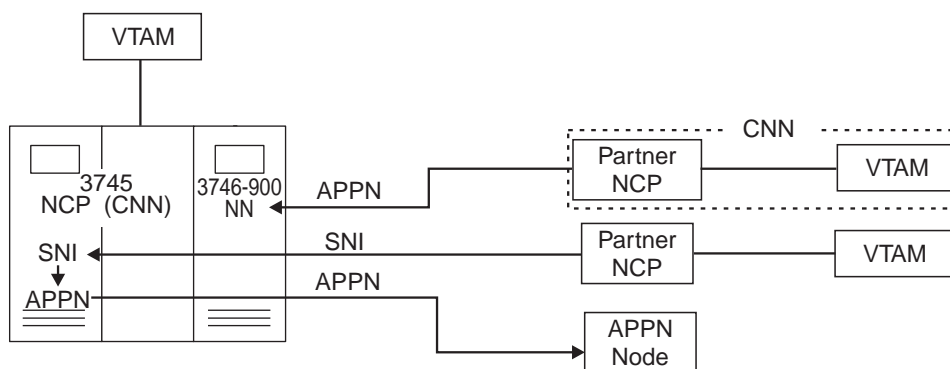 VTAM
CNN
3745
NCP (CNN)
3746-900
NN
APPN
Partner
NCP
VTAM
SNI
SNI
Partner
NCP
VTAM
APPN
APPN
APPN
Node